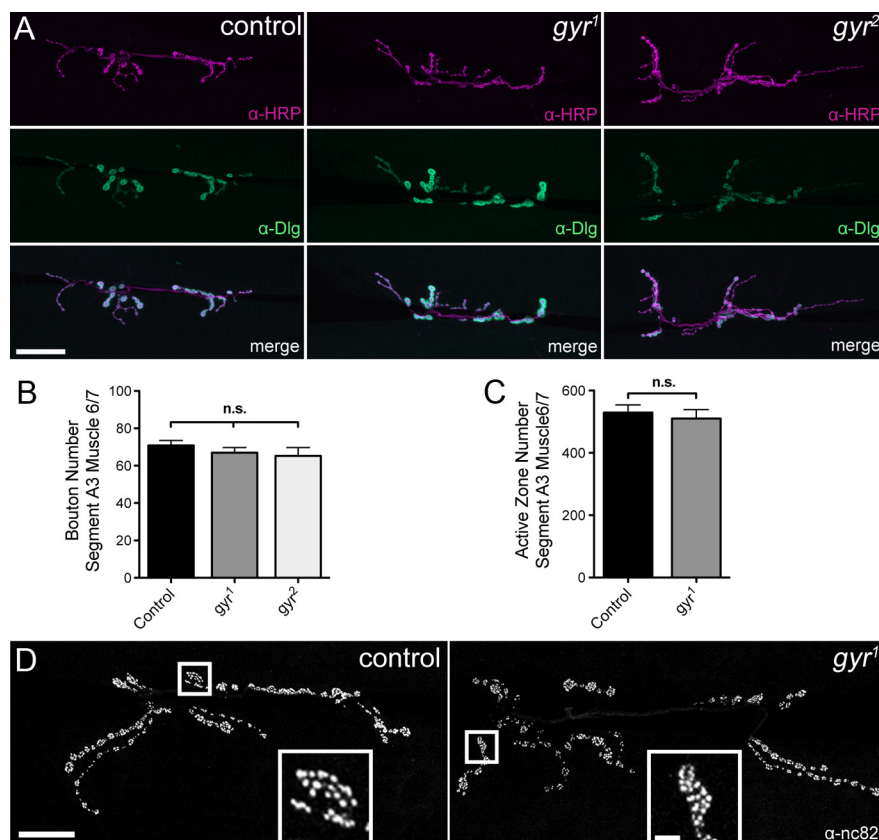 A
control
gyr1
gyr2
α-HRP
α-HRP
α-HRP
α-Dlg
α-Dlg
α-Dlg
merge
merge
merge
B
n.s.
Bouton Number
Segment A3 Muscle 6/7
100
80
60
40
20
0
Control
gyr1
gyr2
C
n.s.
Active Zone Number
Segment A3 Muscle6/7
600
400
200
0
Control
gyr1
D
control
gyr1
α-nc82